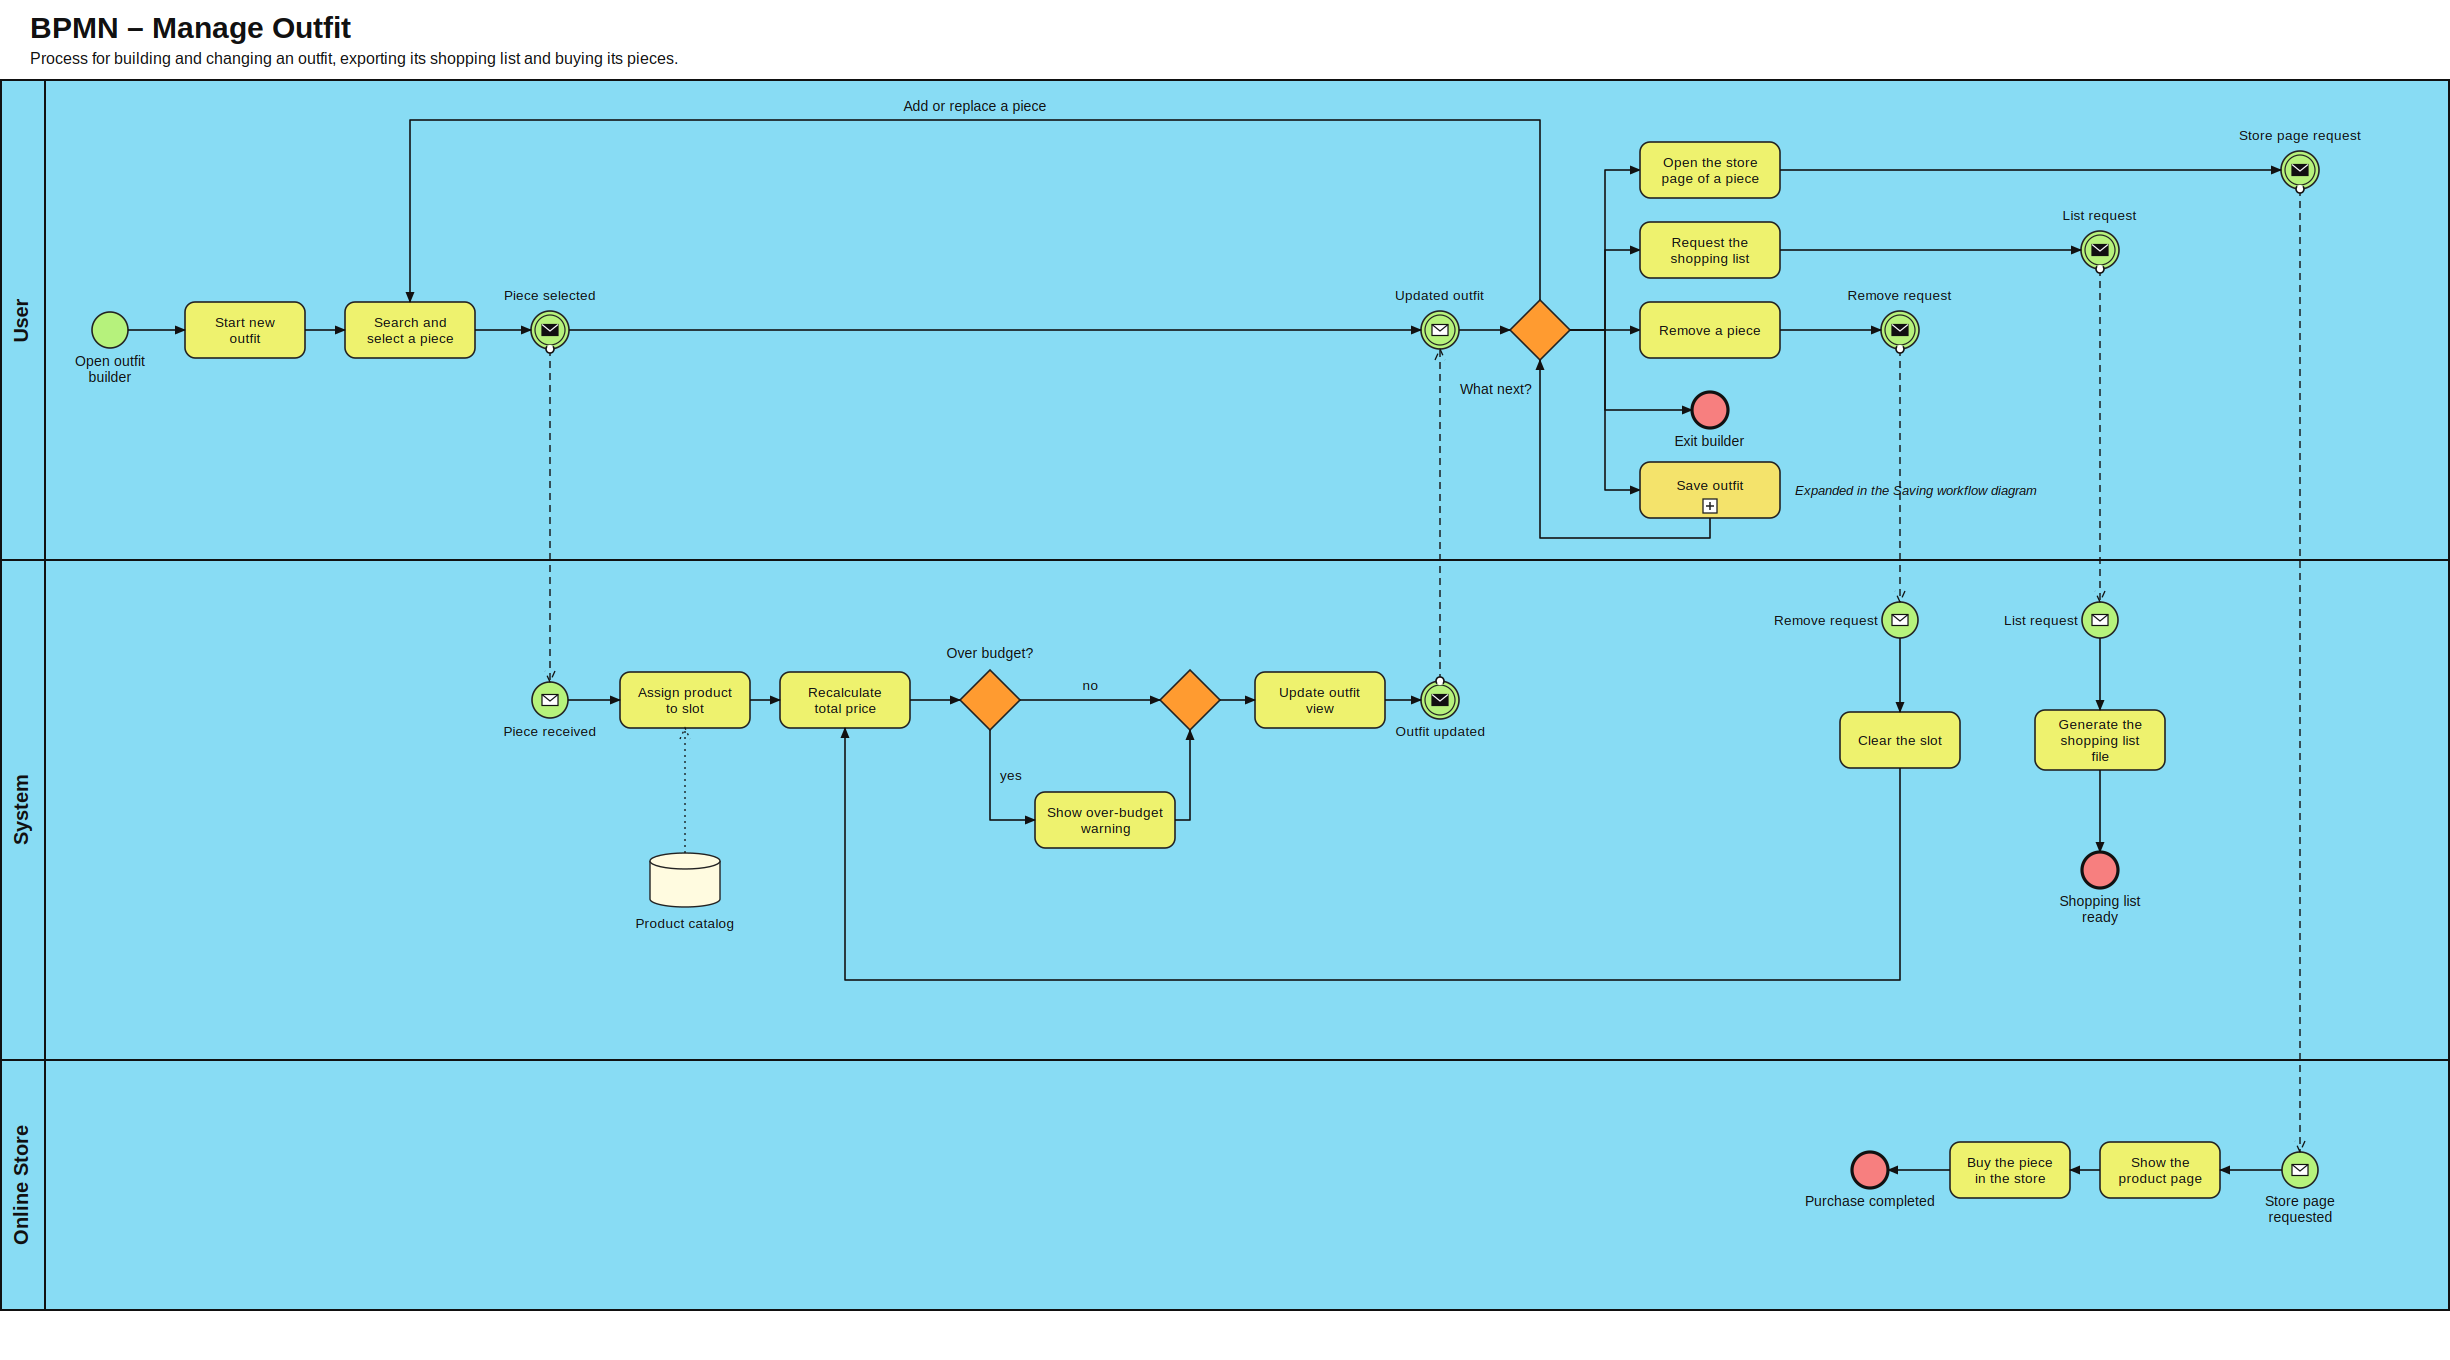 BPMN – Manage Outfit
Process for building and changing an outfit, exporting its shopping list and buying its pieces.
User
Add or replace a piece
Open outfit
builder
Start new
outfit
Search and
select a piece
Piece selected
Updated outfit
What next?
Open the store
page of a piece
Store page request
Request the
shopping list
List request
Remove a piece
Remove request
Exit builder
Save outfit
Expanded in the Saving workflow diagram
System
Piece received
Assign product
to slot
Product catalog
Recalculate
total price
Over budget?
no
yes
Show over-budget
warning
Update outfit
view
Outfit updated
Remove request
Clear the slot
List request
Generate the
shopping list
file
Shopping list
ready
Online Store
Purchase completed
Buy the piece
in the store
Show the
product page
Store page
requested